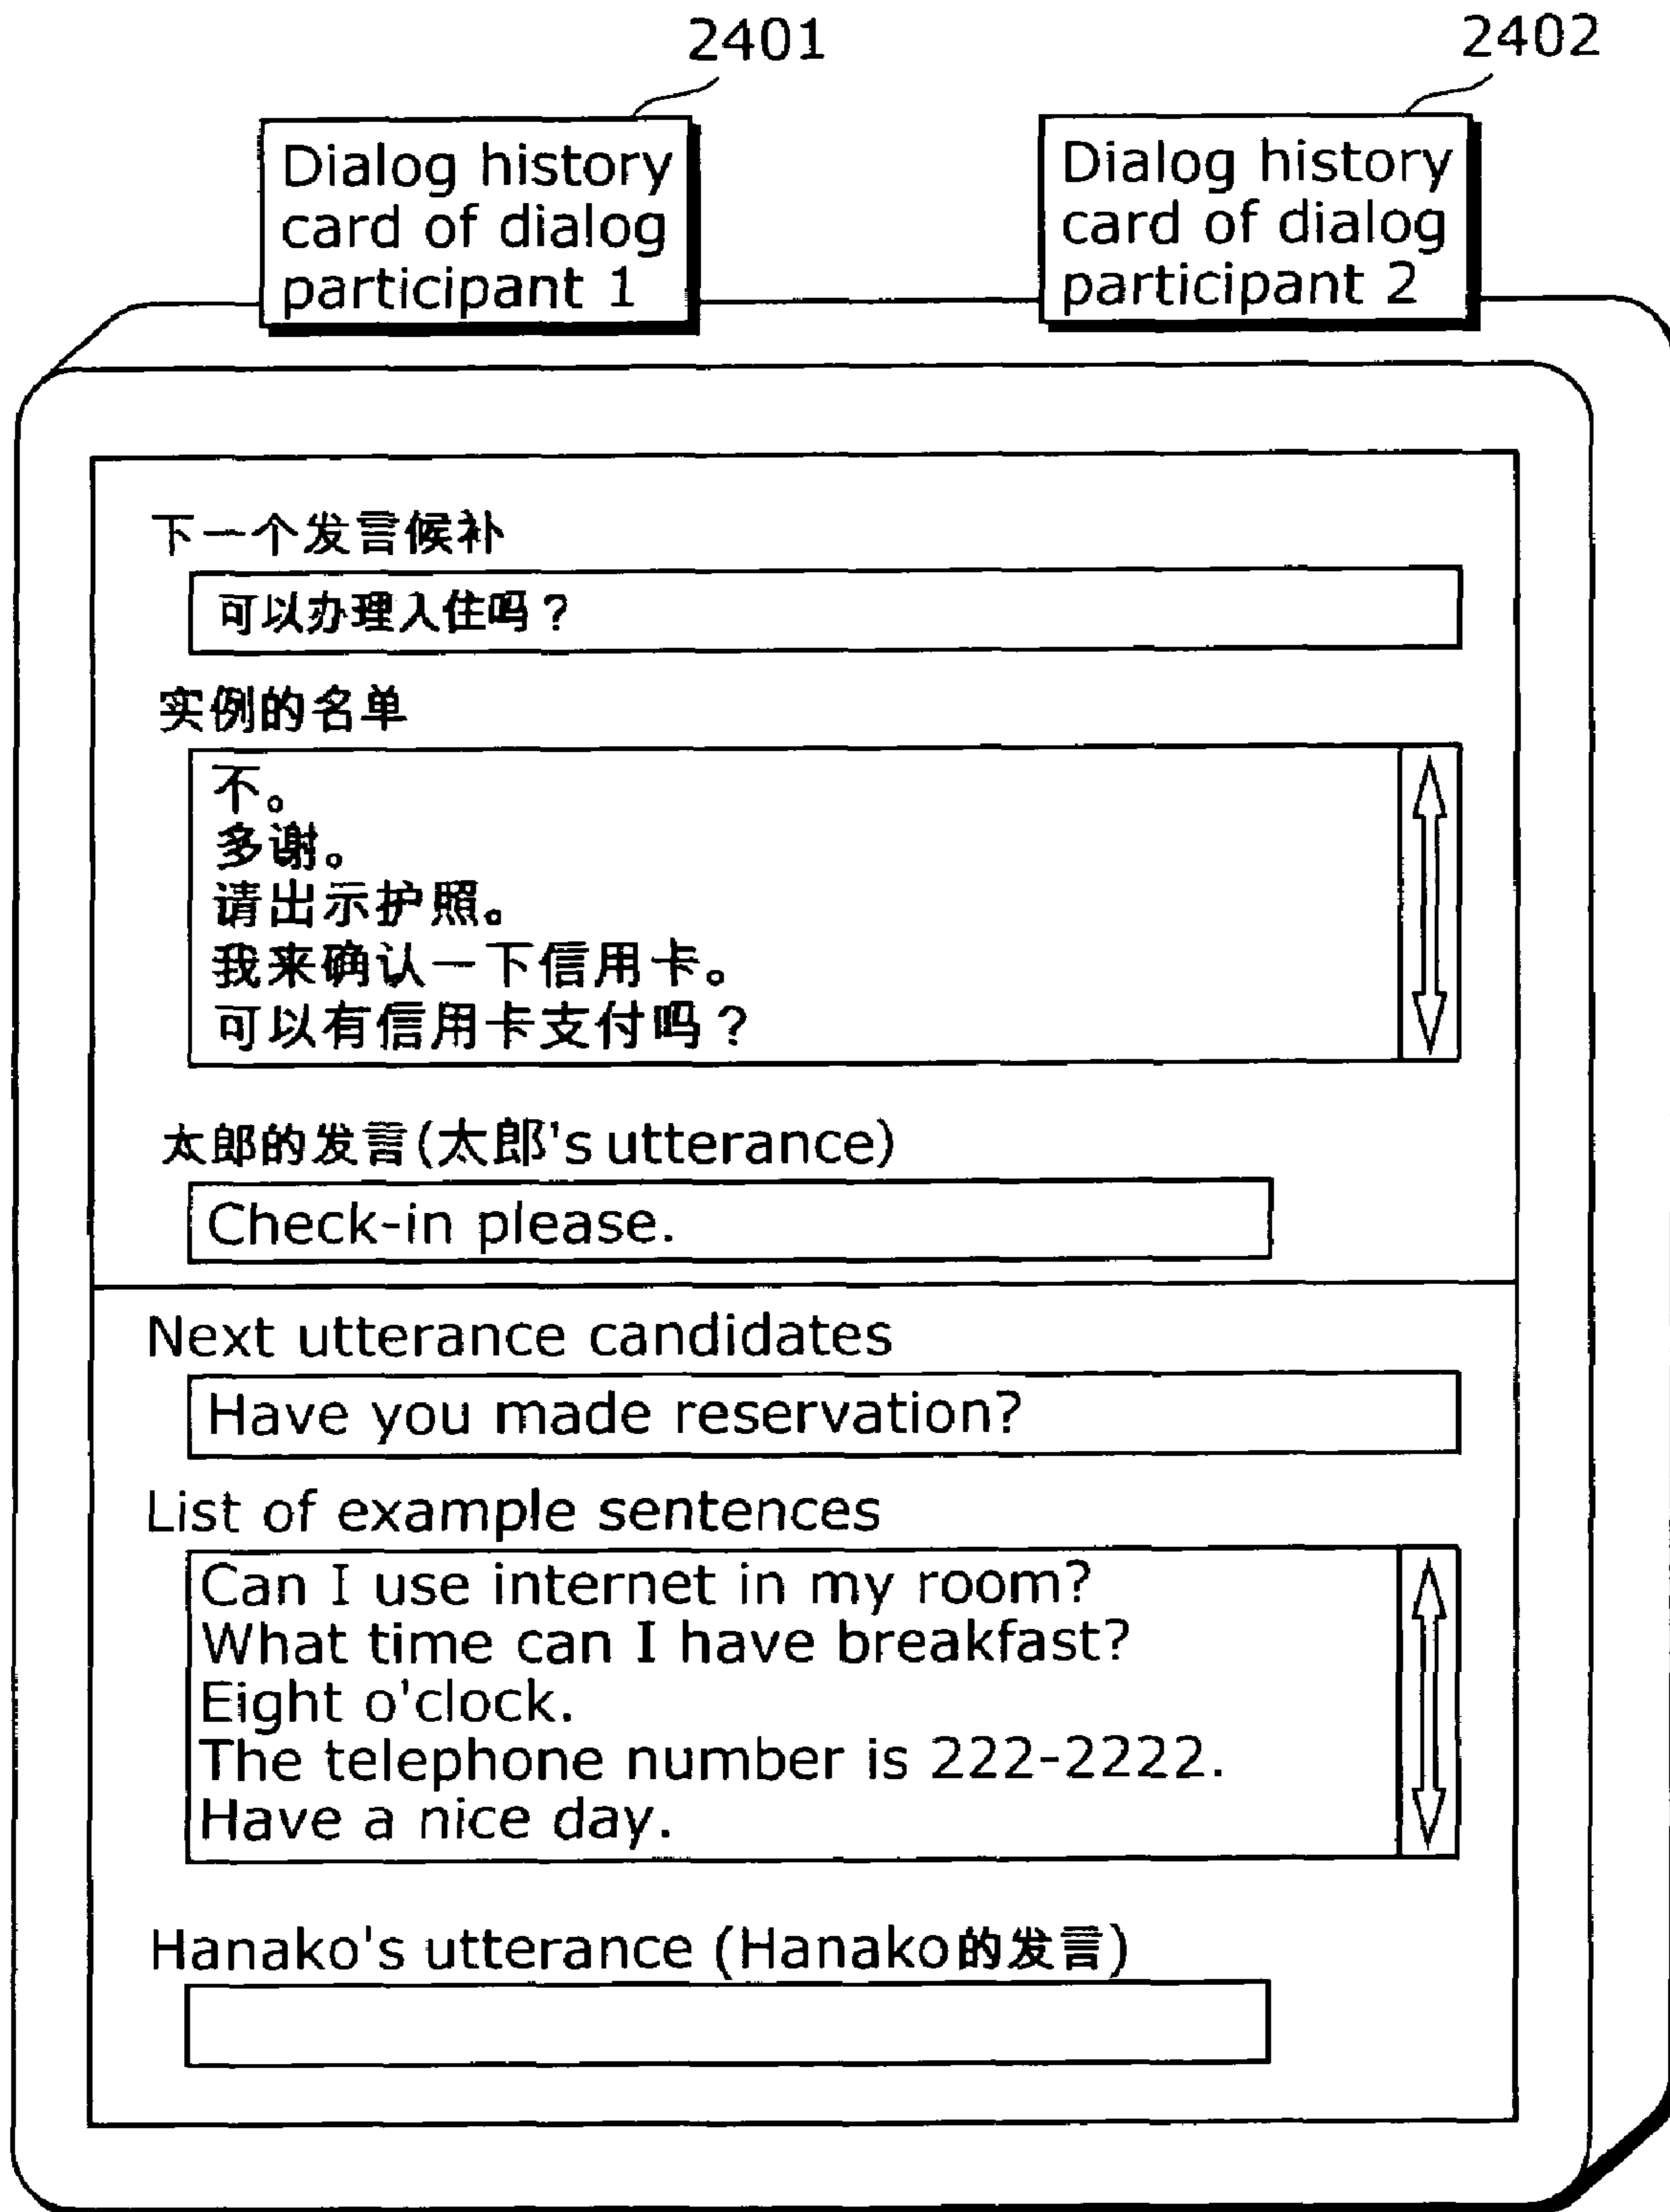 2401
2402
Dialog history
card of dialog
participant 1
Dialog history
card of dialog
participant 2
下一个发言候补
可以办理入住吗？
实例的名单
不。
多谢。
请出示护照。
我来确认一下信用卡。
可以有信用卡支付吗？
太郎的发言(太郎's utterance)
Check-in please.
Next utterance candidates
Have you made reservation?
List of example sentences
Can I use internet in my room?
What time can I have breakfast?
Eight o'clock.
The telephone number is 222-2222.
Have a nice day.
Hanako's utterance (Hanako的发言)